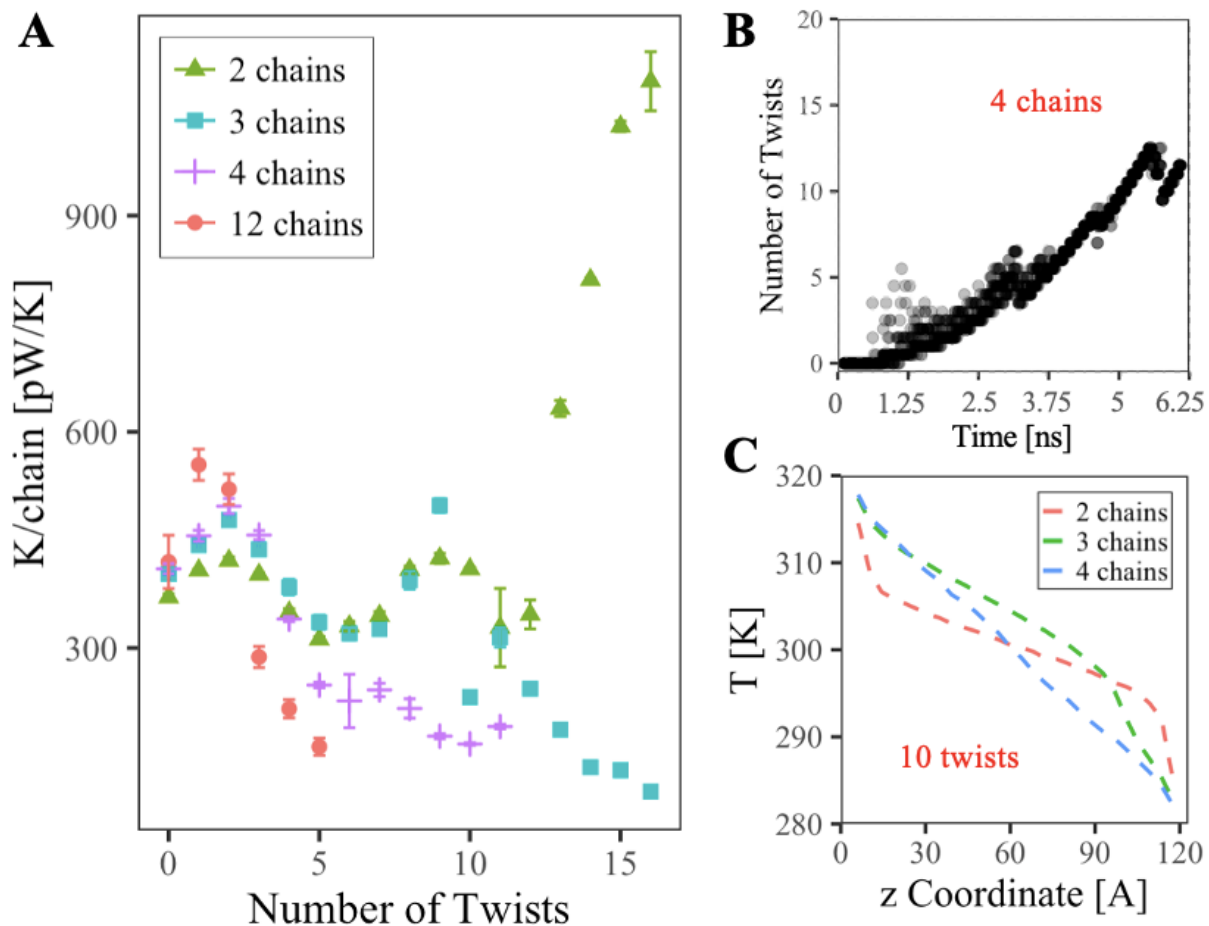 A
2 chains
3 chains
4 chains
12 chains
900
600
300
K/chain [pW/K]
0
5
10
15
Number of Twists
B
20
15
10
5
0
4 chains
Number of Twists
0
1.25
2.5
3.75
5
6.25
Time [ns]
C
320
310
300
290
280
T [K]
2 chains
3 chains
4 chains
10 twists
0
30
60
90
120
z Coordinate [A]